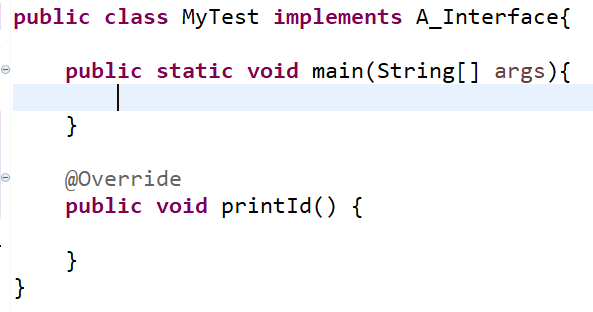 public class MyTest implements A_Interface{
public static void main(String[] args){
}
@Override
public void printId() {
}
}